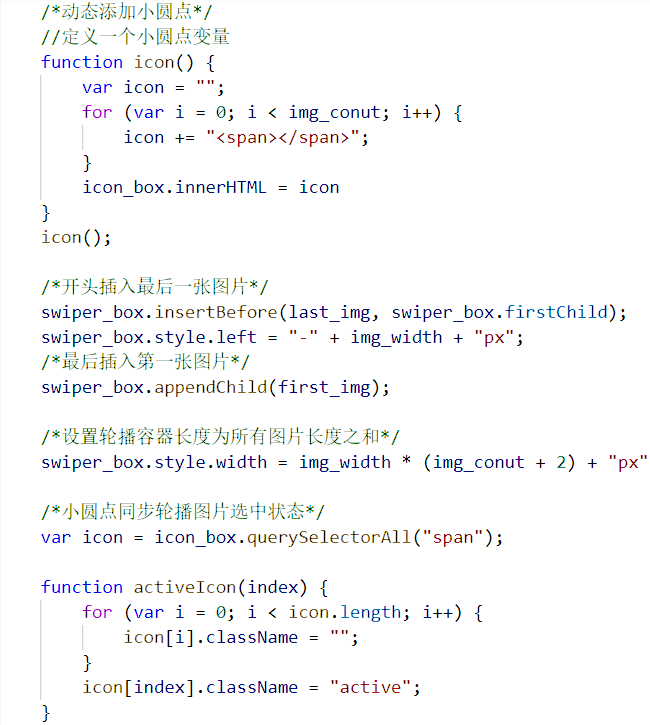 /*动态添加小圆点*/
//定义一个小圆点变量
function icon() {
var icon = "";
for (var i = 0; i < img_conut; i++) {
icon += "<span></span>";
}
icon_box.innerHTML = icon
}
icon();
/*开头插入最后一张图片*/
swiper_box.insertBefore(last_img, swiper_box.firstChild);
swiper_box.style.left = "-" + img_width + "px";
/*最后插入第一张图片*/
swiper_box.appendChild(first_img);
/*设置轮播容器长度为所有图片长度之和*/
swiper_box.style.width = img_width * (img_conut + 2) + "px"
/*小圆点同步轮播图片选中状态*/
var icon = icon_box.querySelectorAll("span");
function activeIcon(index) {
for (var i = 0; i < icon.length; i++) {
icon[i].className = "";
}
icon[index].className = "active";
}